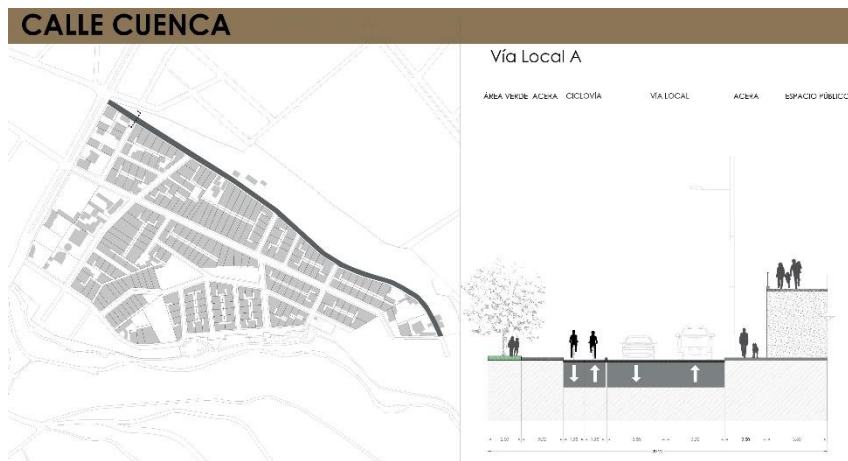 CALLE CUENCA
Vía Local A
ÁREA VERDE ACERA CICLOVÍA VÍA LOCAL ACERA ESPACIO PÚBLICO